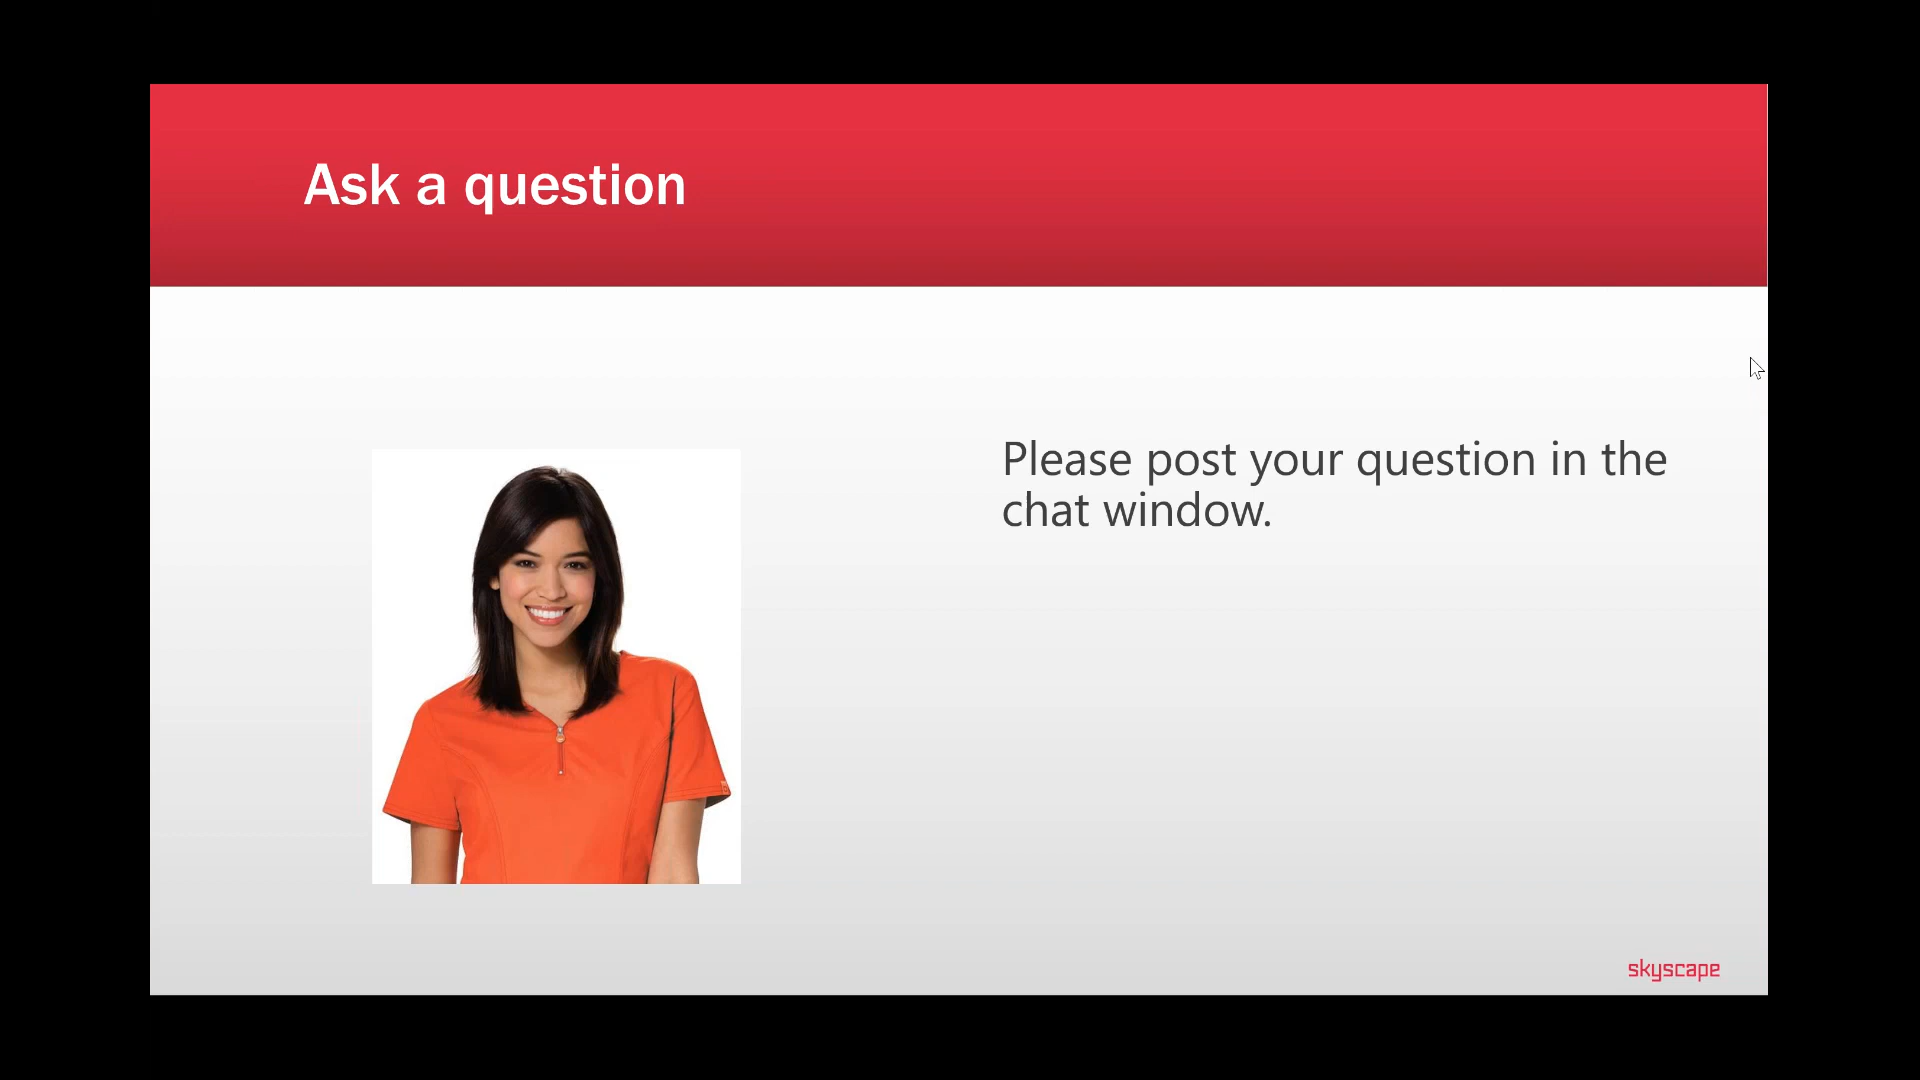 Ask a question
Please post your question in the
chat window.
skyscape